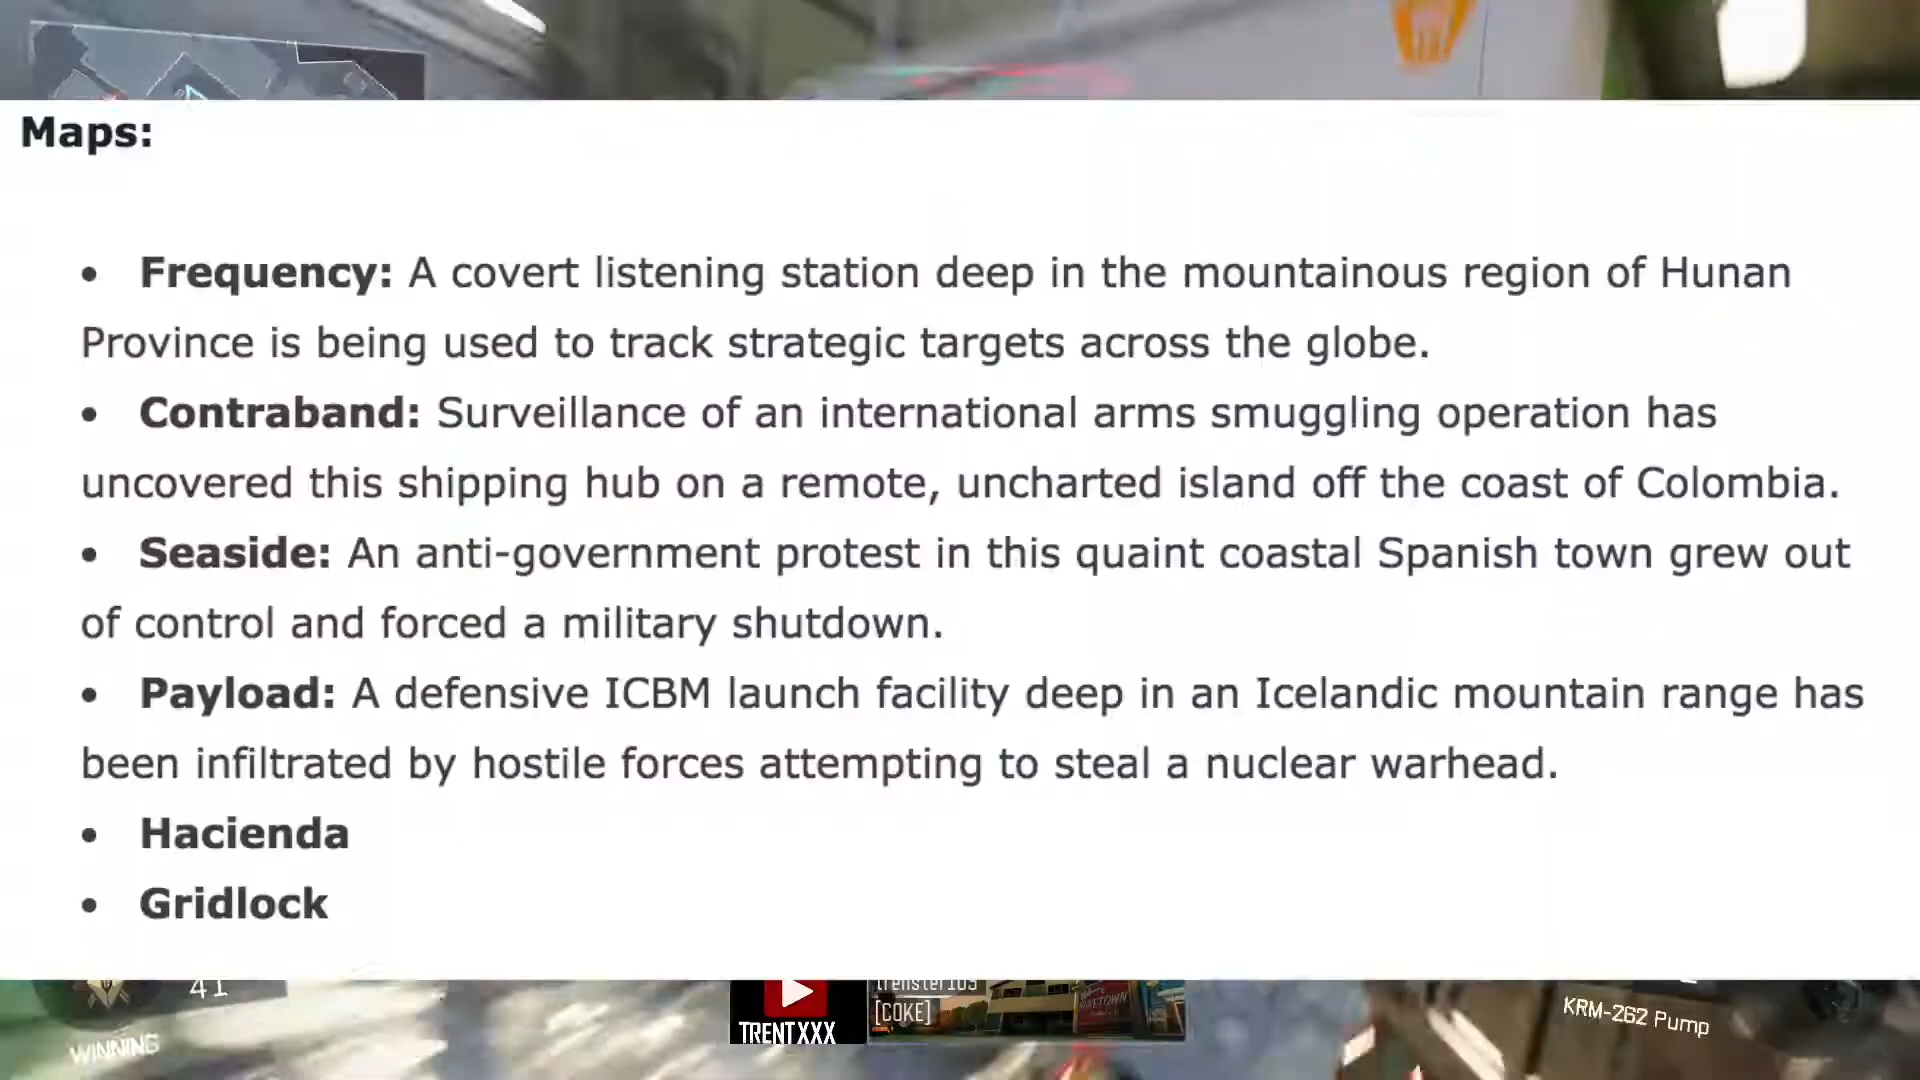 Maps:
• Frequency: A covert listening station deep in the mountainous region of Hunan
Province is being used to track strategic targets across the globe.
• Contraband: Surveillance of an international arms smuggling operation has
uncovered this shipping hub on a remote, uncharted island off the coast of Colombia.
• Seaside: An anti-government protest in this quaint coastal Spanish town grew out
of control and forced a military shutdown.
• Payload: A defensive ICBM launch facility deep in an Icelandic mountain range has
been infiltrated by hostile forces attempting to steal a nuclear warhead.
• Hacienda
• Gridlock
41
[COKE]
TRENTXXX
KRM-262 Pump
WINNING